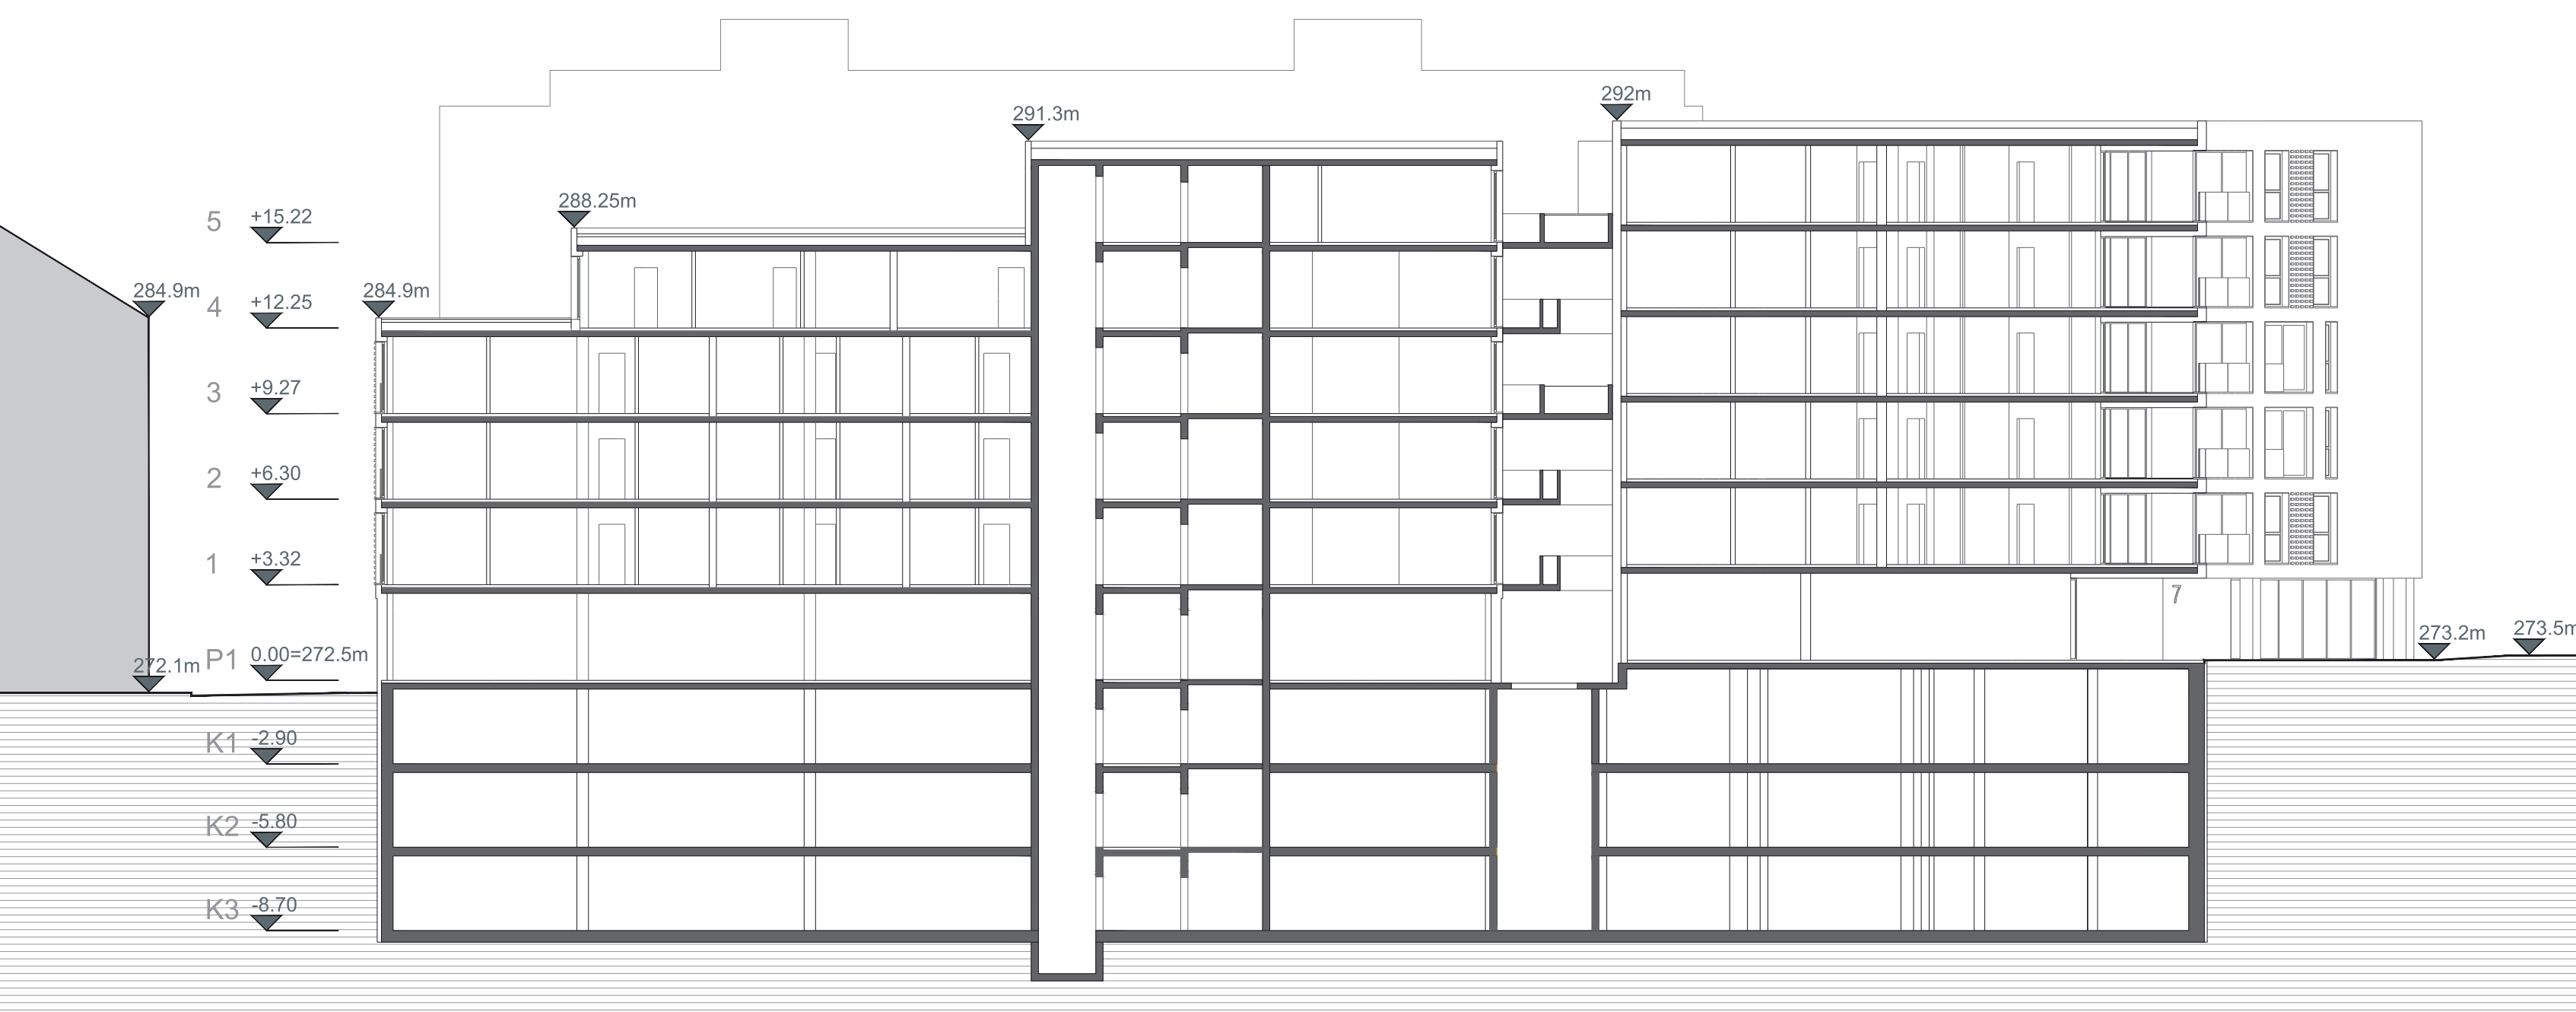 292m
291.3m
288.25m
5 +15.22
284.9m
284.9m
4 +12.25
3 +9.27
2 +6.30
1 +3.32
7
273.5m
273.2m
P1 0.00=272.5m
272.1m
K1 -2.90
K2 -5.80
K3 -8.70